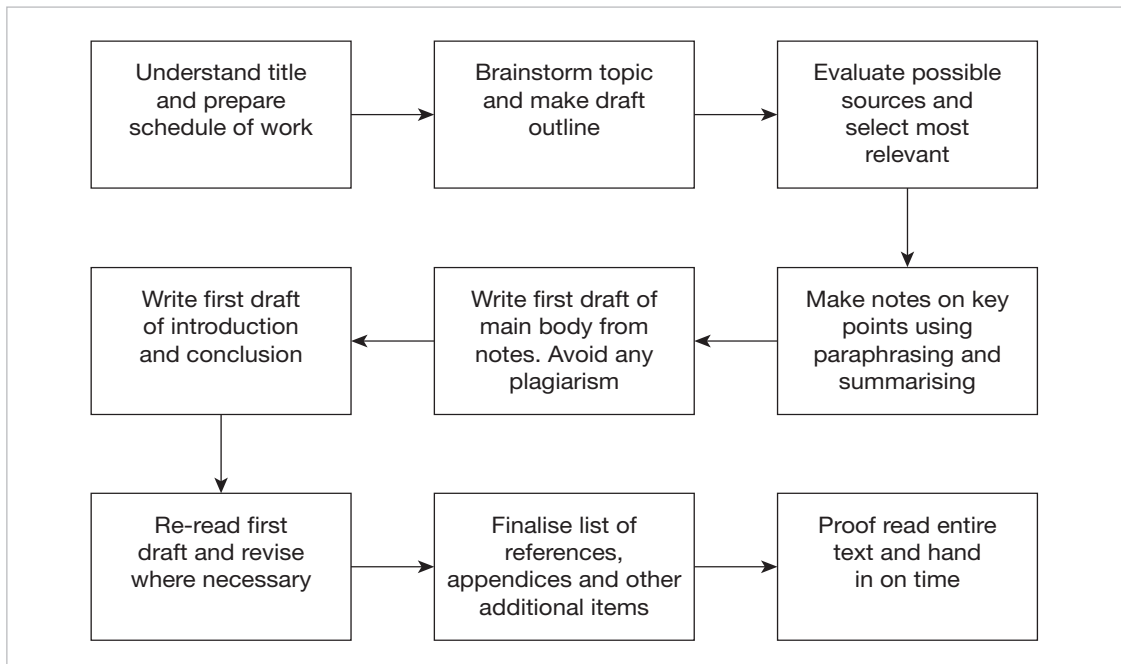 Understand title
and prepare
schedule of work
Brainstorm topic
and make draft
outline
Evaluate possible
sources and
select most
relevant
Make notes on key
points using
paraphrasing and
summarising
Write first draft of
main body from
notes. Avoid any
plagiarism
Write first draft
of introduction
and conclusion
Re-read first
draft and revise
where necessary
Finalise list of
references,
appendices and other
additional items
Proof read entire
text and hand
in on time